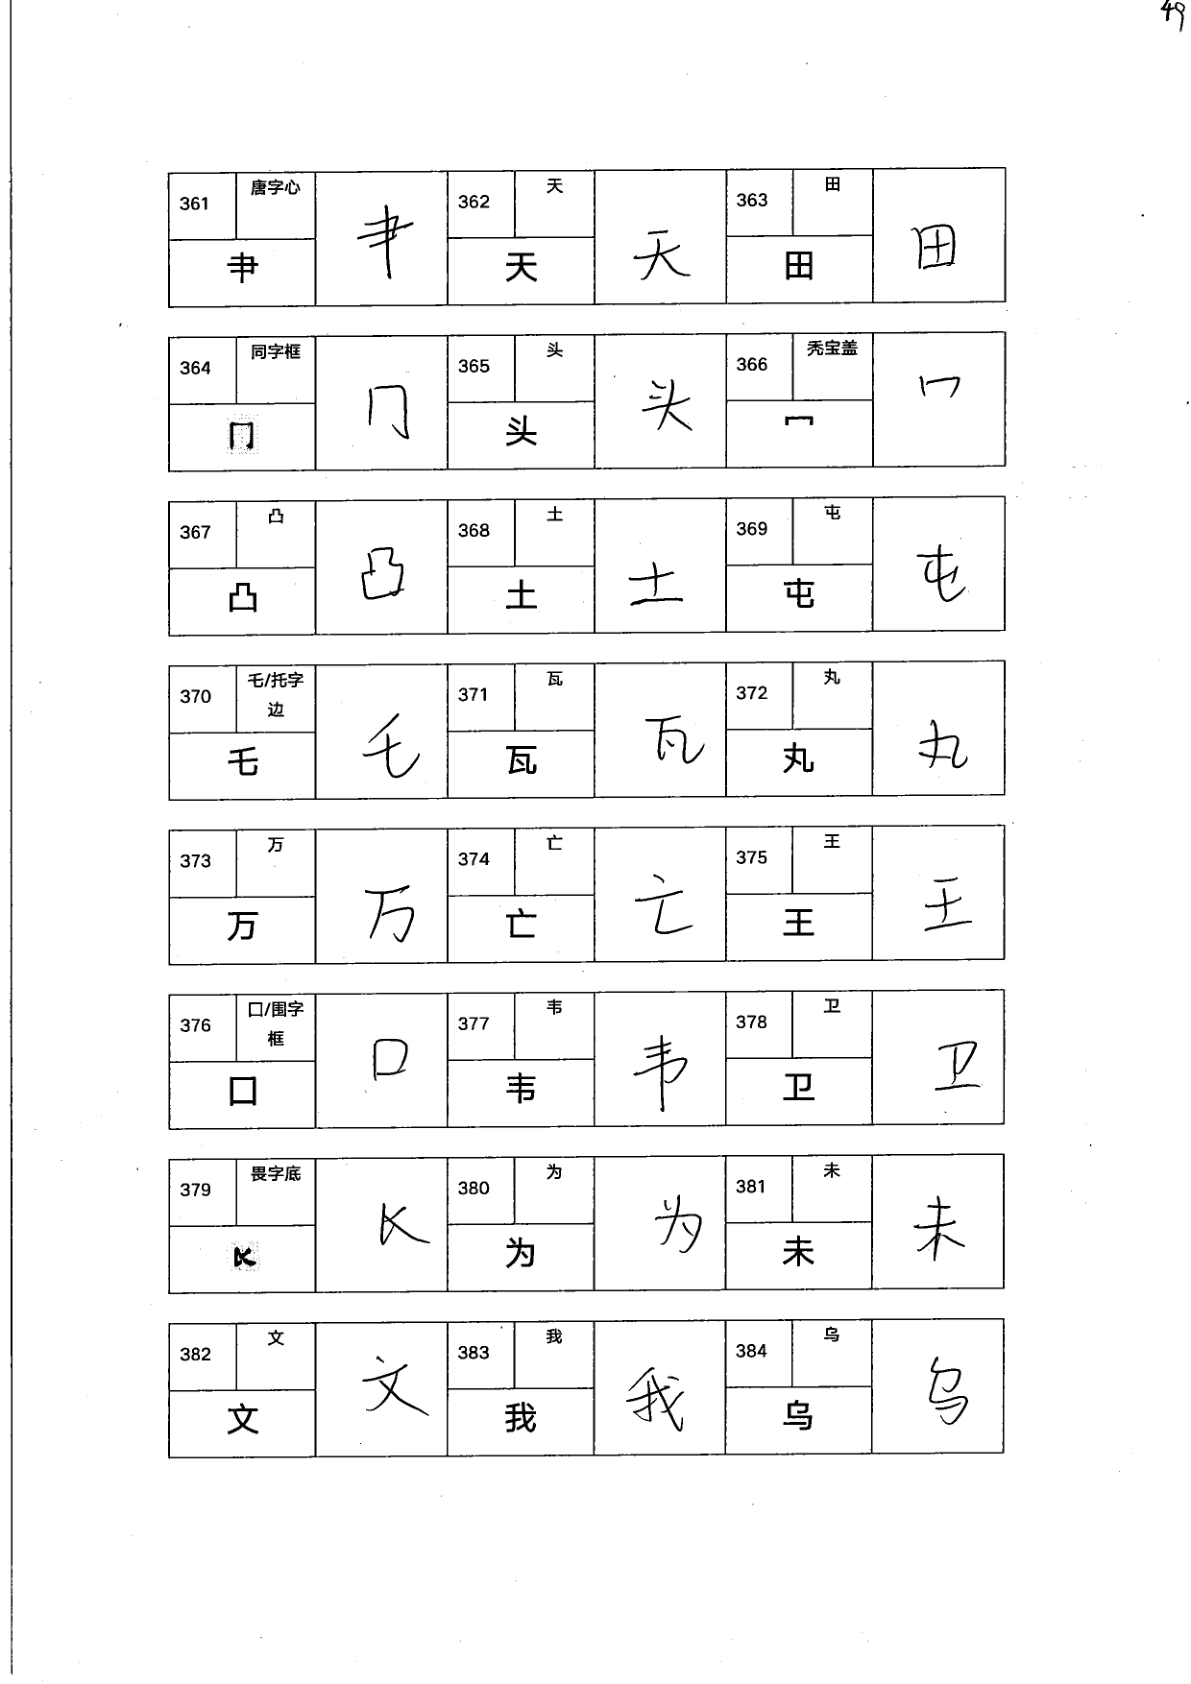 49
361 唐字心 肀 肀 362 天 天 天 363 田 田 田
364 同字框 冂 冂 365 头 头 头 366 秃宝盖 冖 冖
367 凸 凸 凸 368 土 土 土 369 屯 屯 屯
370 乇/托字边 乇 乇 371 瓦 瓦 瓦 372 丸 丸 丸
373 万 万 万 374 亡 亡 亡 375 王 王 王
376 囗/围字框 囗 囗 377 韦 韦 韦 378 卫 卫 卫
379 畏字底 380 为 为 为 381 未 未 未
382 文 文 文 383 我 我 我 384 乌 乌 乌